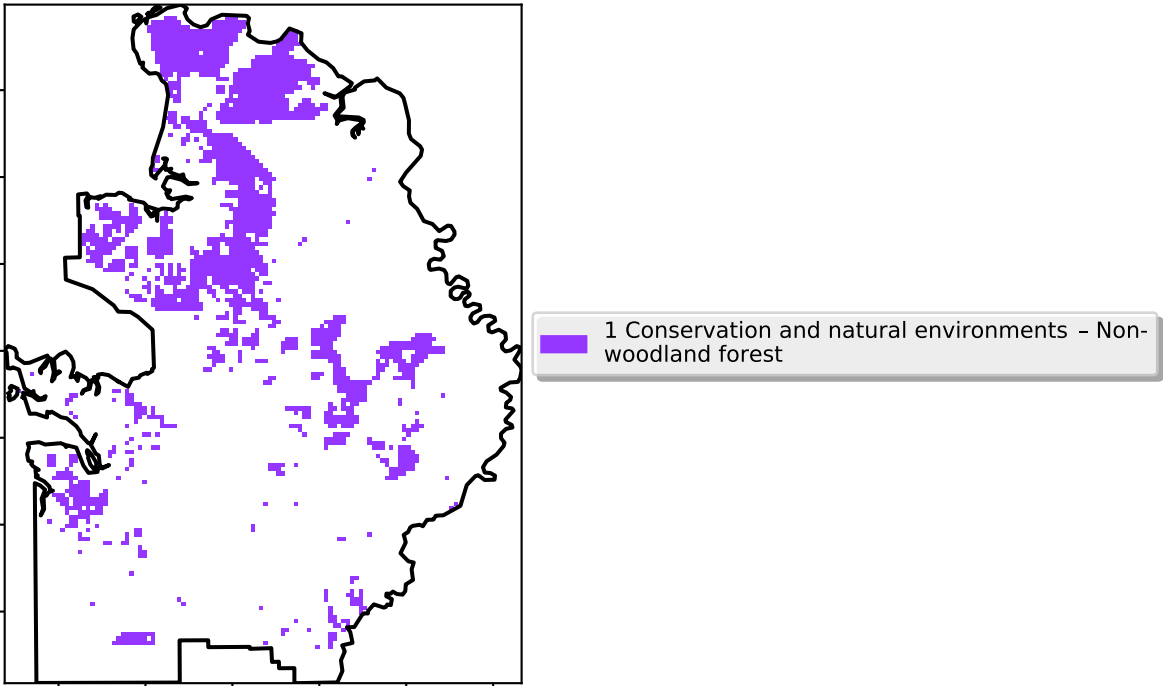 1 Conservation and natural environments – Non-
woodland forest